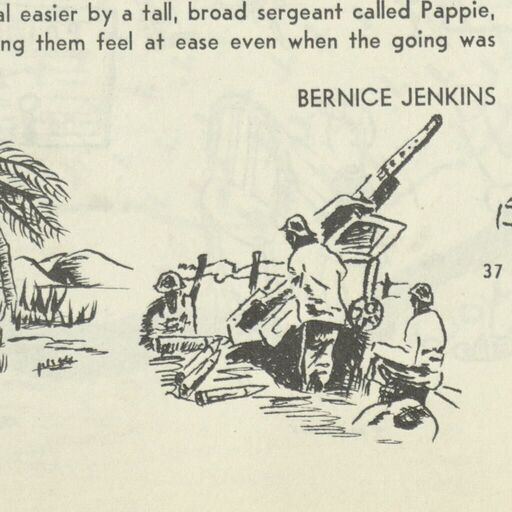 al easier by a tall, broad sergeant called Pappie,
ng them feel at ease even when the going was
BERNICE JENKINS
37